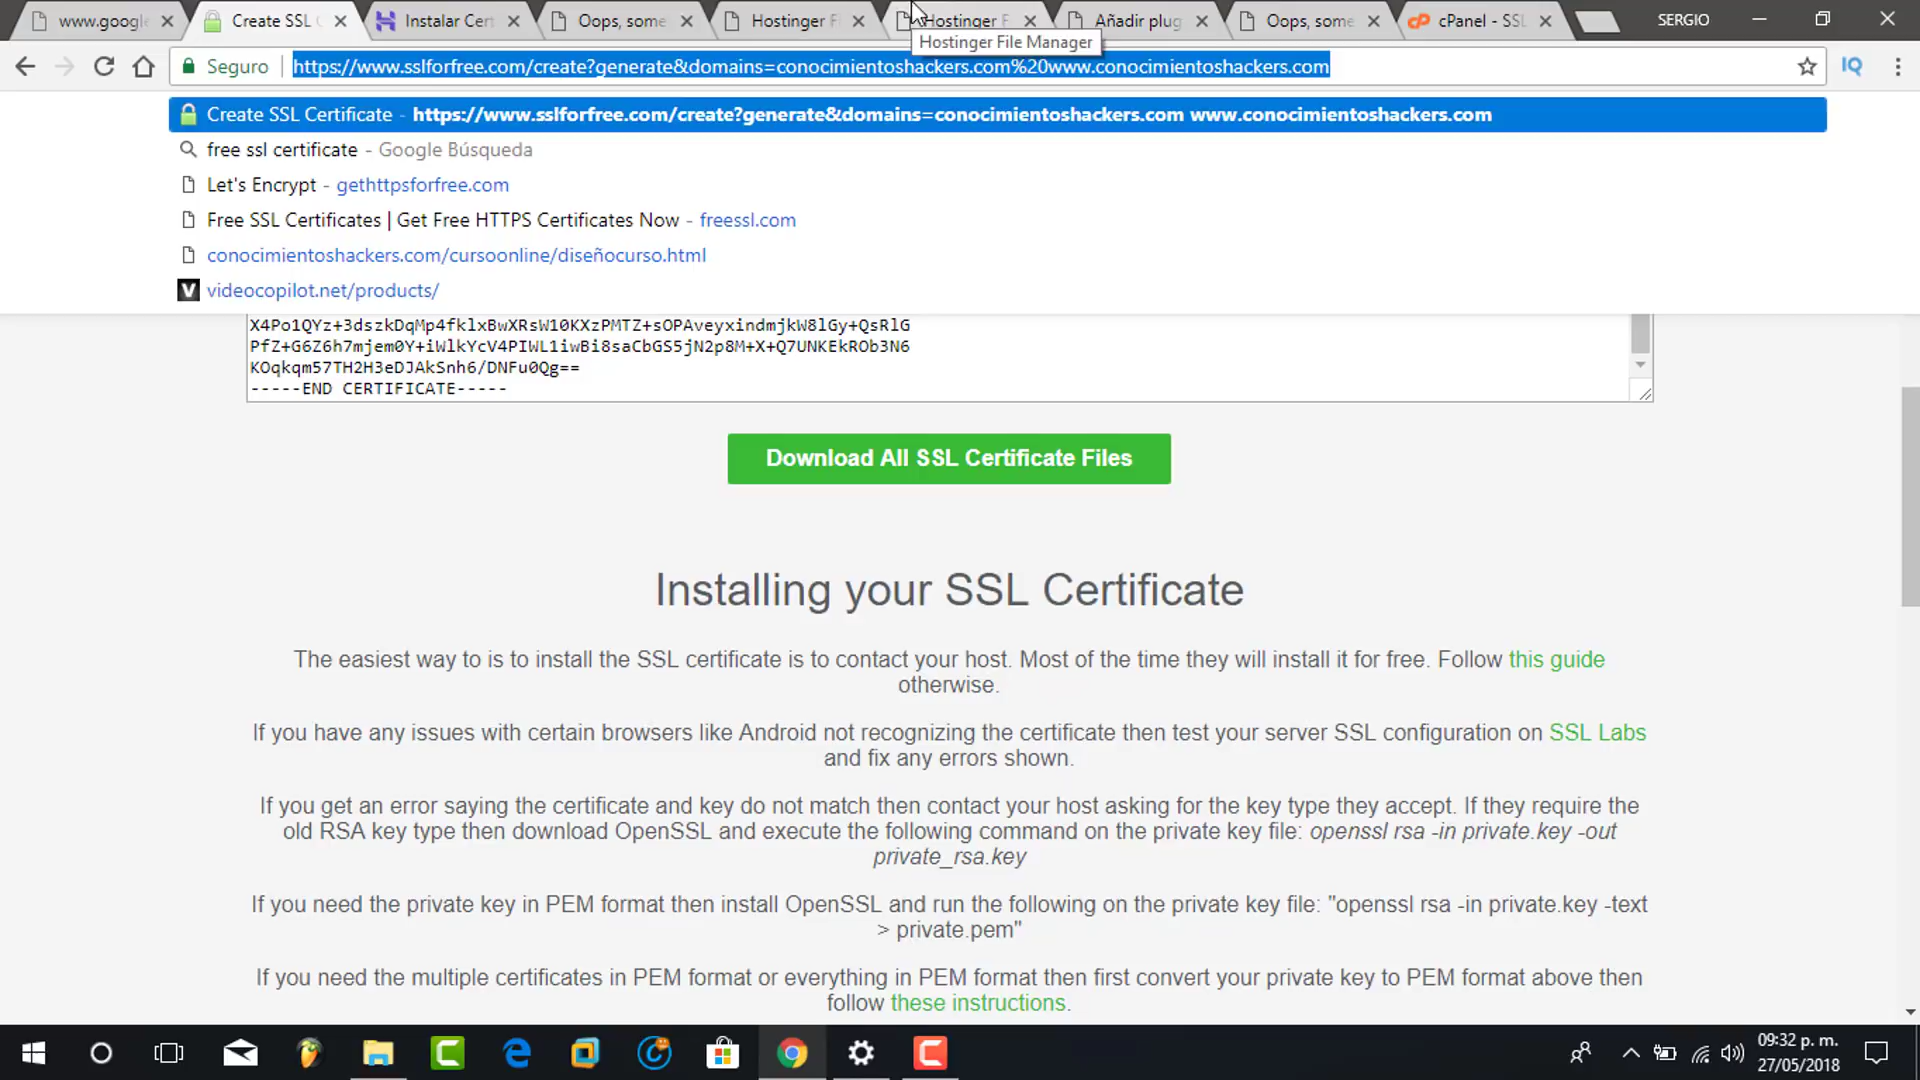 www.google
Create SSL C
Instalar Cert
Oops, some
Hostinger F
Hostinger F
Añadir plug
Oops, some
cPanel - SSL
SERGIO
Hostinger File Manager
Seguro
https://www.sslforfree.com/create?generate&domains=conocimientoshackers.com%20www.conocimientoshackers.com
IQ
Create SSL Certificate - https://www.sslforfree.com/create?generate&domains=conocimientoshackers.com www.conocimientoshackers.com
free ssl certificate - Google Búsqueda
Let's Encrypt - gethttpsforfree.com
Free SSL Certificates | Get Free HTTPS Certificates Now - freessl.com
conocimientoshackers.com/cursoonline/diseñocurso.html
V videocopilot.net/products/
X4Po1QYz+3dszkDqMp4fklxBwXRsW10KXzPMTZ+sOPAveyxindmjkW8lGy+QsRlG
PfZ+G6Z6h7mjem0Y+iWlkYcV4PIWL1iwBi8saCbGS5jN2p8M+X+Q7UNKEkROb3N6
KOqkqm57TH2H3eDJAkSnh6/DNFu0Qg==
-----END CERTIFICATE-----
Download All SSL Certificate Files
Installing your SSL Certificate
The easiest way to is to install the SSL certificate is to contact your host. Most of the time they will install it for free. Follow this guide
otherwise.
If you have any issues with certain browsers like Android not recognizing the certificate then test your server SSL configuration on SSL Labs
and fix any errors shown.
If you get an error saying the certificate and key do not match then contact your host asking for the key type they accept. If they require the
old RSA key type then download OpenSSL and execute the following command on the private key file: openssl rsa -in private.key -out
private_rsa.key
If you need the private key in PEM format then install OpenSSL and run the following on the private key file: "openssl rsa -in private.key -text
> private.pem"
If you need the multiple certificates in PEM format or everything in PEM format then first convert your private key to PEM format above then
follow these instructions.
09:32 p. m.
27/05/2018